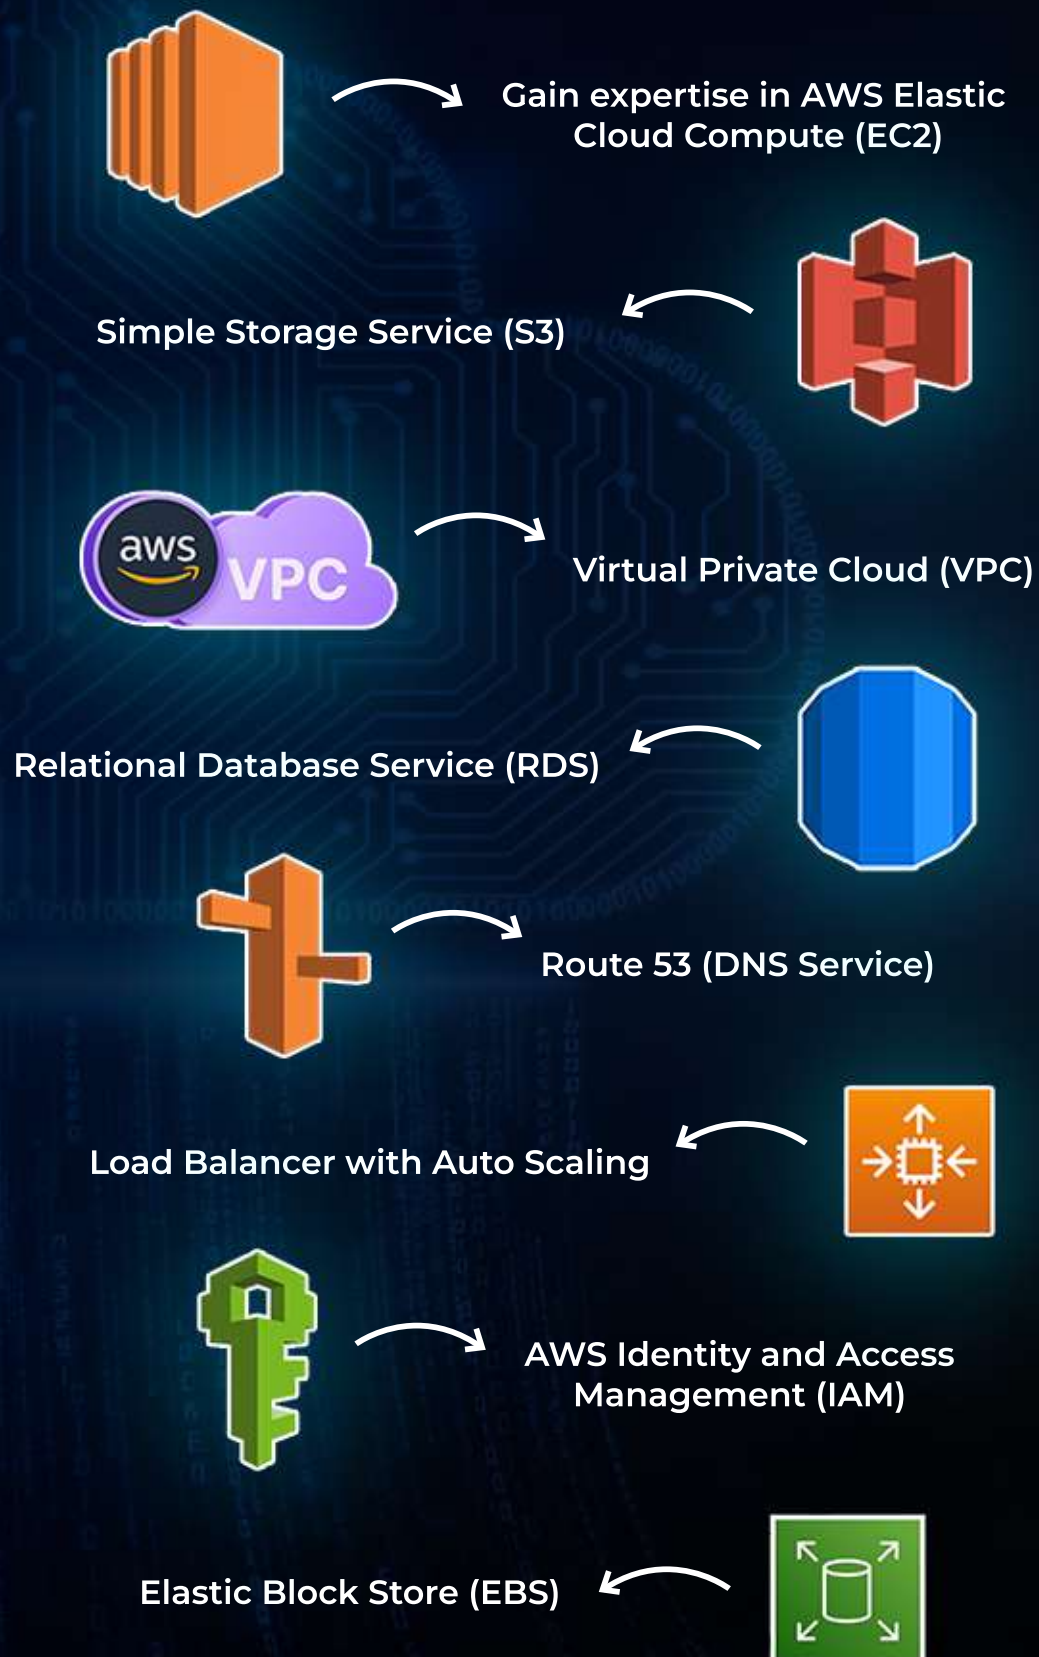 Gain expertise in AWS Elastic
Cloud Compute (EC2)
Simple Storage Service (S3)
aws
VPC
Virtual Private Cloud (VPC)
Relational Database Service (RDS)
Route 53 (DNS Service)
Load Balancer with Auto Scaling
AWS Identity and Access
Management (IAM)
Elastic Block Store (EBS)